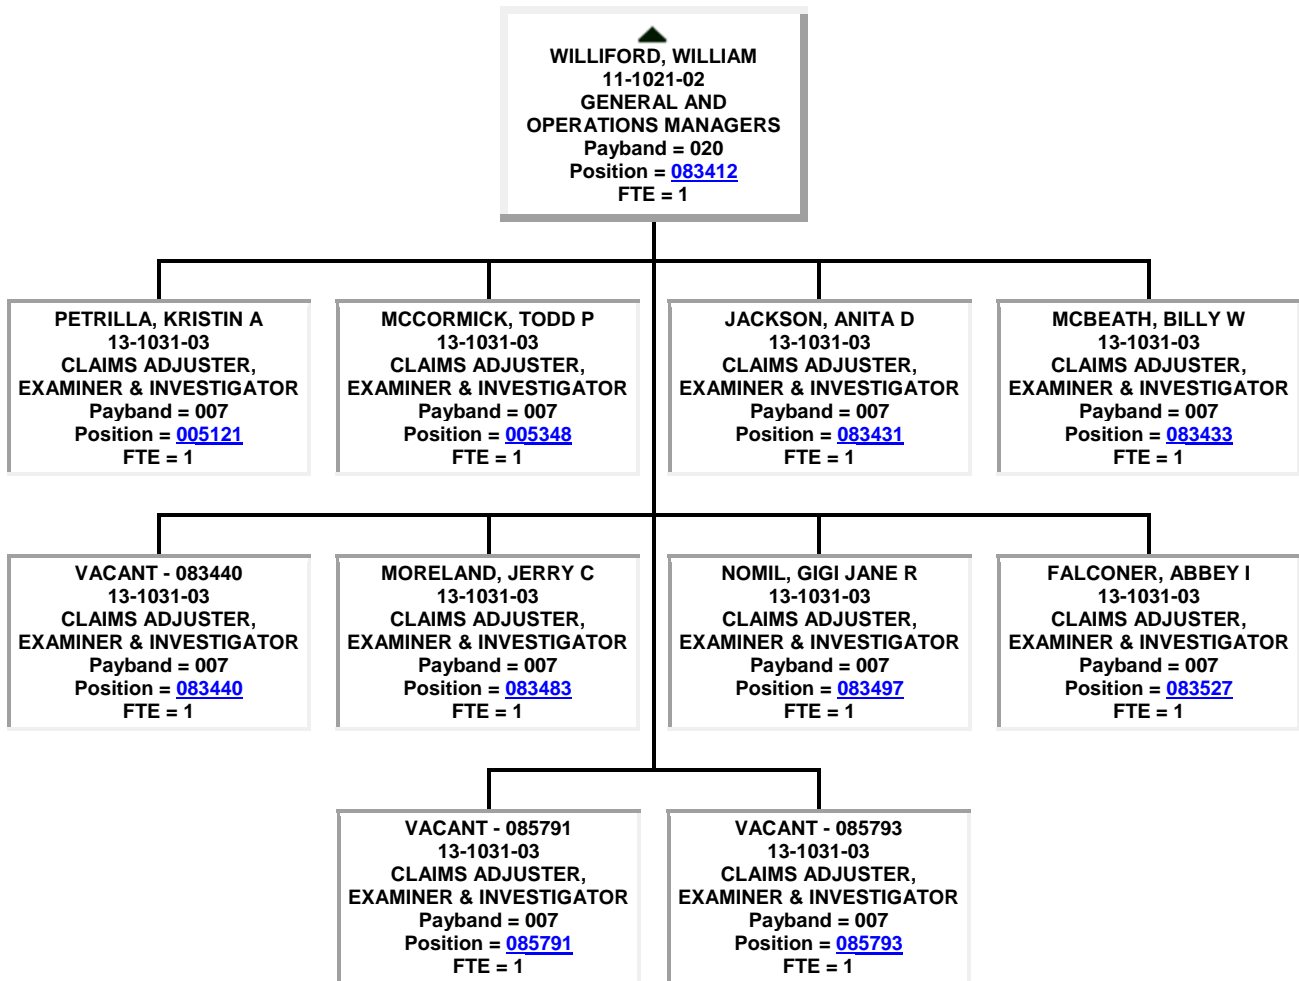 WILLIFORD, WILLIAM
11-1021-02
GENERAL AND
OPERATIONS MANAGERS
Payband = 020
Position = 083412
FTE = 1
PETRILLA, KRISTIN A
13-1031-03
CLAIMS ADJUSTER,
EXAMINER & INVESTIGATOR
Payband = 007
Position = 005121
FTE = 1
MCCORMICK, TODD P
13-1031-03
CLAIMS ADJUSTER,
EXAMINER & INVESTIGATOR
Payband = 007
Position = 005348
FTE = 1
JACKSON, ANITA D
13-1031-03
CLAIMS ADJUSTER,
EXAMINER & INVESTIGATOR
Payband = 007
Position = 083431
FTE = 1
MCBEATH, BILLY W
13-1031-03
CLAIMS ADJUSTER,
EXAMINER & INVESTIGATOR
Payband = 007
Position = 083433
FTE = 1
VACANT - 083440
13-1031-03
CLAIMS ADJUSTER,
EXAMINER & INVESTIGATOR
Payband = 007
Position = 083440
FTE = 1
MORELAND, JERRY C
13-1031-03
CLAIMS ADJUSTER,
EXAMINER & INVESTIGATOR
Payband = 007
Position = 083483
FTE = 1
NOMIL, GIGI JANE R
13-1031-03
CLAIMS ADJUSTER,
EXAMINER & INVESTIGATOR
Payband = 007
Position = 083497
FTE = 1
FALCONER, ABBEY I
13-1031-03
CLAIMS ADJUSTER,
EXAMINER & INVESTIGATOR
Payband = 007
Position = 083527
FTE = 1
VACANT - 085791
13-1031-03
CLAIMS ADJUSTER,
EXAMINER & INVESTIGATOR
Payband = 007
Position = 085791
FTE = 1
VACANT - 085793
13-1031-03
CLAIMS ADJUSTER,
EXAMINER & INVESTIGATOR
Payband = 007
Position = 085793
FTE = 1